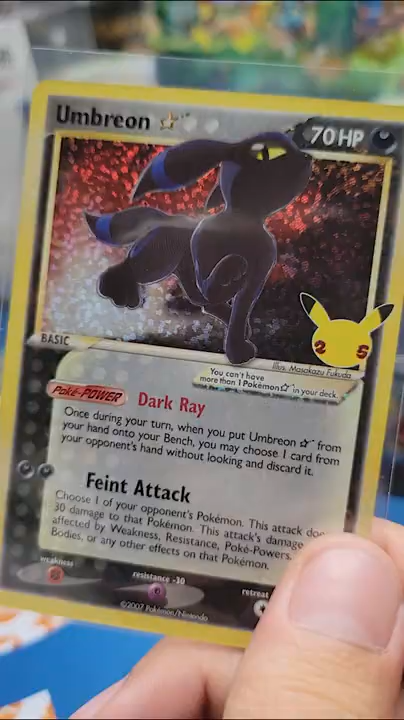 Umbreon ☆
70 HP
25
BASIC
Illus. Masakazu Fukuda
You can't have
more than 1 Pokémon☆ in your deck.
Poké-POWER Dark Ray
Once during your turn, when you put Umbreon ☆ from
your hand onto your Bench, you may choose 1 card from
your opponent's hand without looking and discard it.
Feint Attack
Choose 1 of your opponent's Pokémon. This attack does
30 damage to that Pokémon. This attack's damage
affected by Weakness, Resistance, Poké-Powers,
Bodies, or any other effects on that Pokémon.
weakness
resistance -30
retreat
©2007 Pokémon/Nintendo